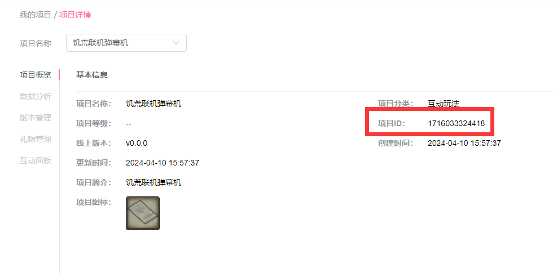 我的项目 / 项目详情
项目名称 饥荒联机弹幕机
项目概览 基本信息
数据分析 项目名称： 饥荒联机弹幕机 项目分类： 互动玩法
版本管理 项目等级： -- 项目ID： 1716033324418
礼物管理 线上版本： v0.0.0 创建时间： 2024-04-10 15:57:37
互动面板 更新时间： 2024-04-10 15:57:37
项目简介： 饥荒联机弹幕机
项目图标：